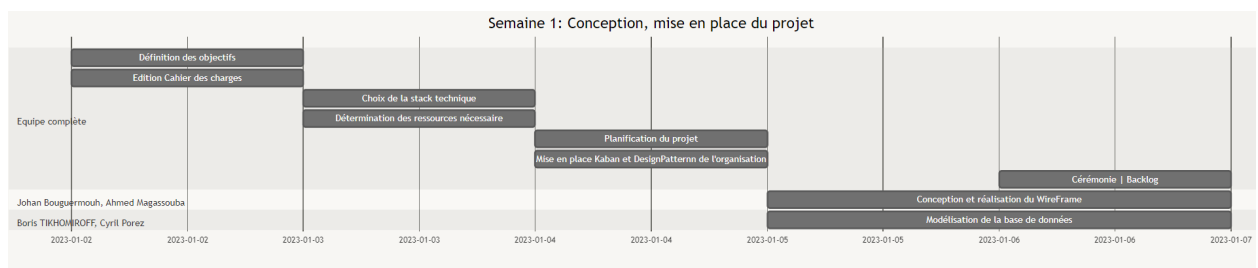 Semaine 1: Conception, mise en place du projet
Définition des objectifs
Edition Cahier des charges
Choix de la stack technique
Détermination des ressources nécessaire
Equipe complète
Planification du projet
Mise en place Kaban et DesignPatternn de l'organisation
Cérémonie | Backlog
Johan Bouguermouh, Ahmed Magassouba
Conception et réalisation du WireFrame
Boris TIKHOMIROFF, Cyril Porez
Modélisation de la base de données
2023-01-02 2023-01-02 2023-01-03 2023-01-03 2023-01-04 2023-01-04 2023-01-05 2023-01-05 2023-01-06 2023-01-06 2023-01-07